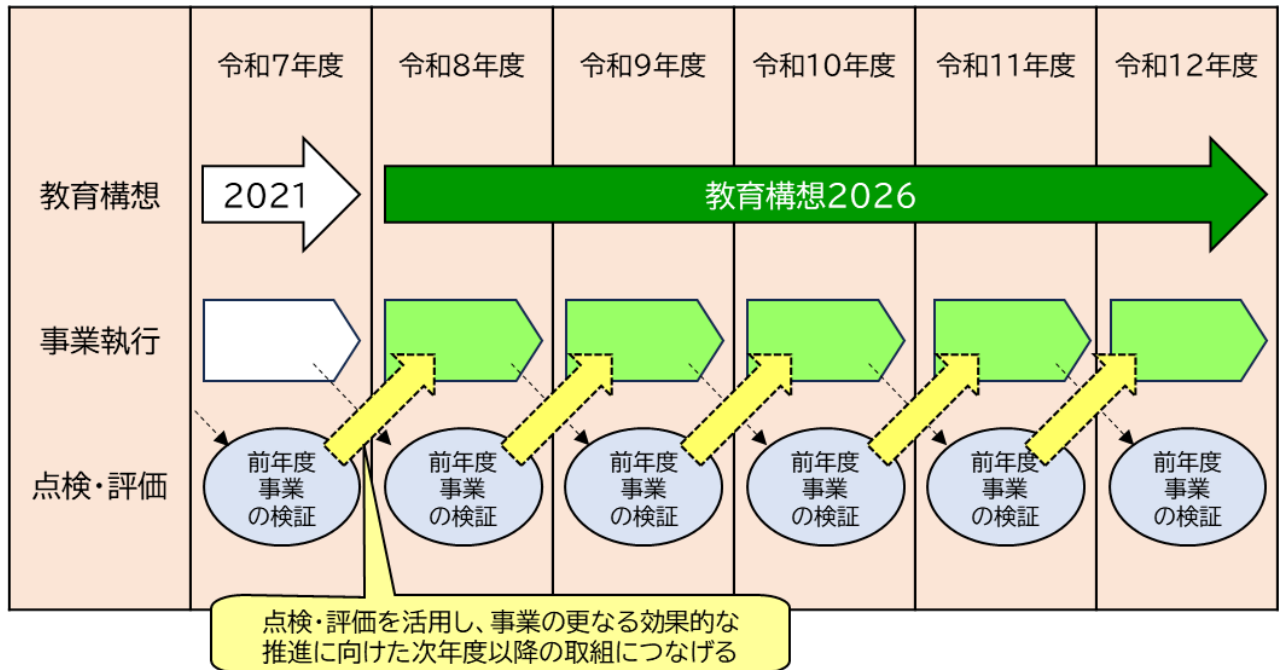 令和7年度
令和8年度
令和9年度
令和10年度
令和11年度
令和12年度
教育構想
2021
教育構想2026
事業執行
点検・評価
前年度
事業
の検証
前年度
事業
の検証
前年度
事業
の検証
前年度
事業
の検証
前年度
事業
の検証
前年度
事業
の検証
点検・評価を活用し、事業の更なる効果的な
推進に向けた次年度以降の取組につなげる